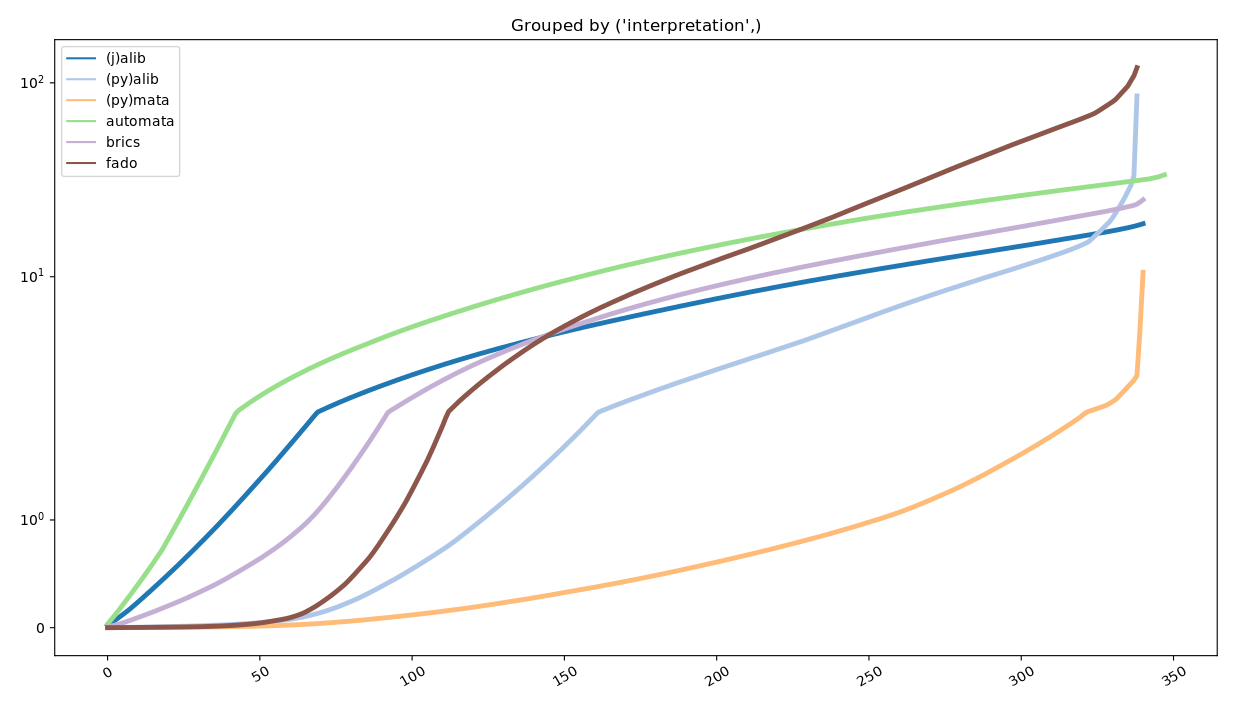 Grouped by ('interpretation',)
(j)alib
(py)alib
(py)mata
automata
brics
fado
10²
10¹
10⁰
0
0
50
100
150
200
250
300
350